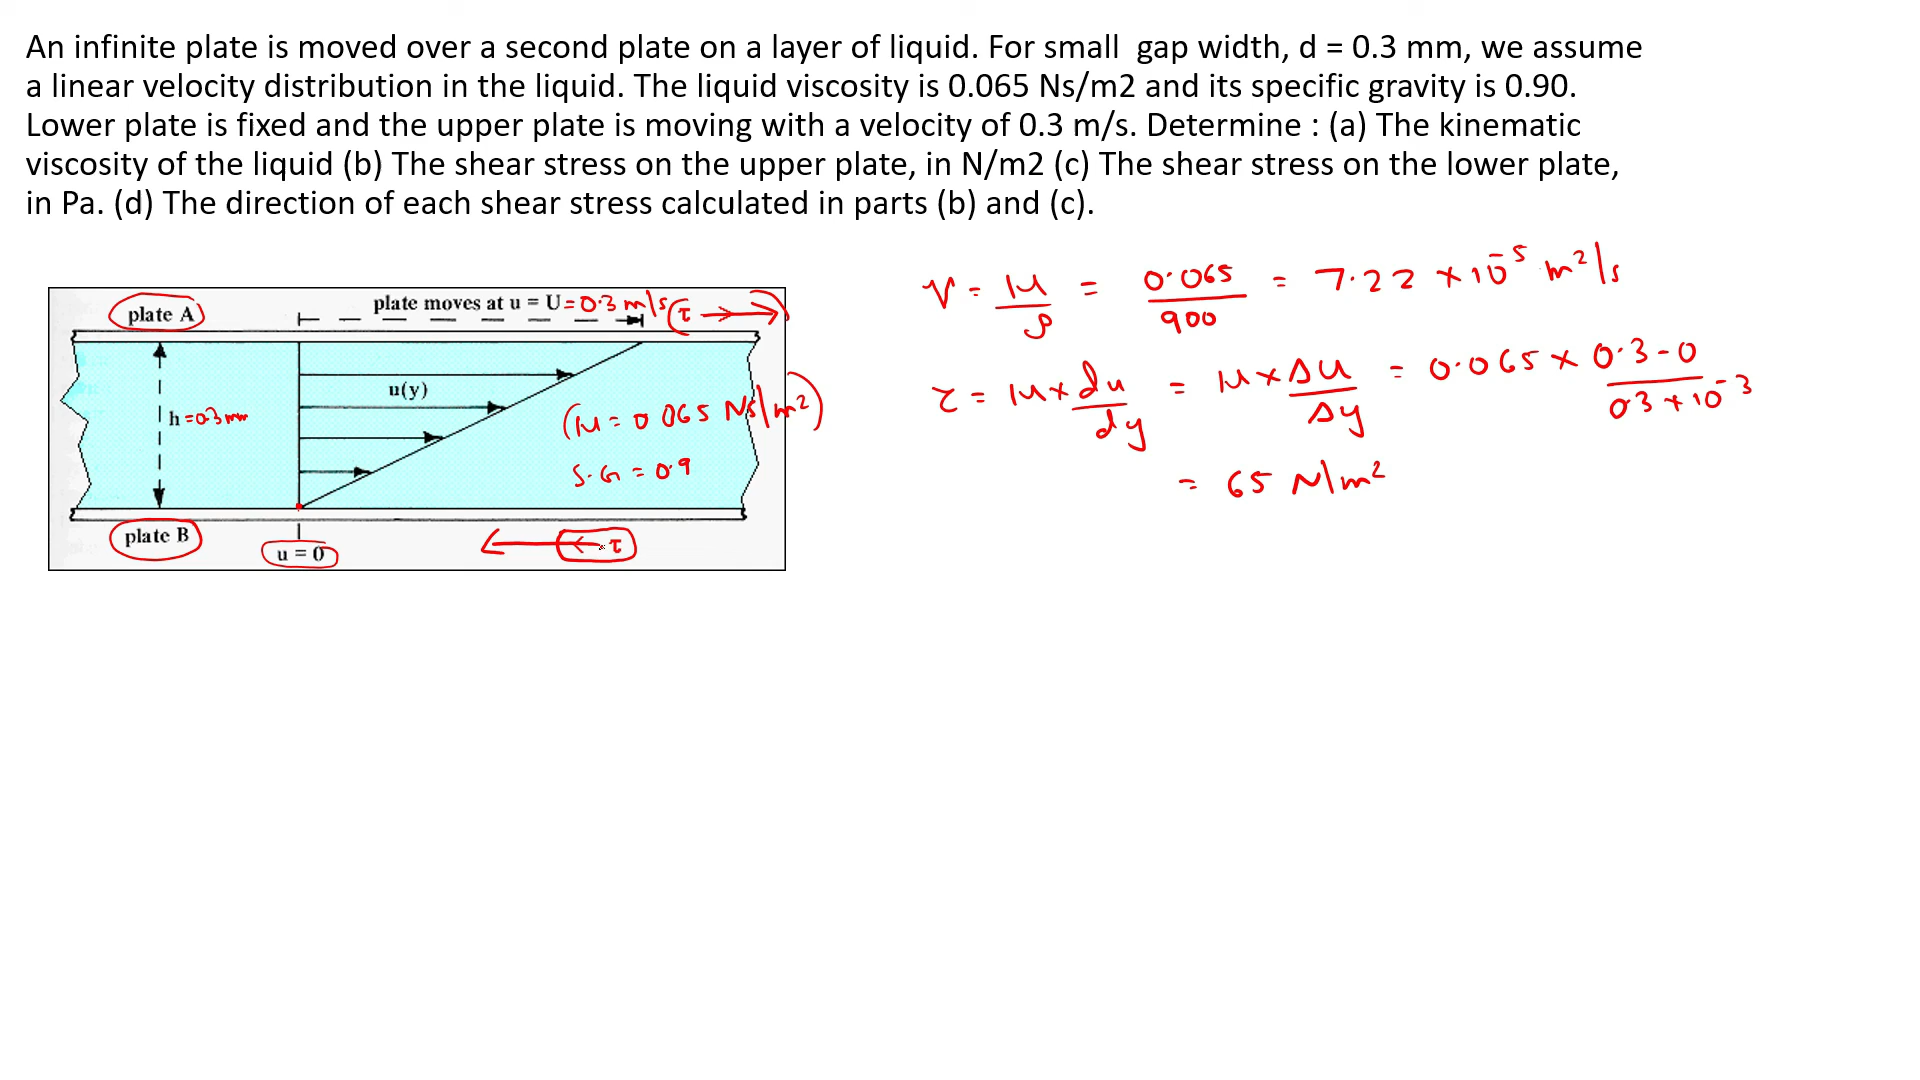 An infinite plate is moved over a second plate on a layer of liquid. For small gap width, d = 0.3 mm, we assume
a linear velocity distribution in the liquid. The liquid viscosity is 0.065 Ns/m2 and its specific gravity is 0.90.
Lower plate is fixed and the upper plate is moving with a velocity of 0.3 m/s. Determine : (a) The kinematic
viscosity of the liquid (b) The shear stress on the upper plate, in N/m2 (c) The shear stress on the lower plate,
in Pa. (d) The direction of each shear stress calculated in parts (b) and (c).
plate A
plate moves at u = U = 0.3 m/s τ
u(y)
h = 0.3 mm
(μ = 0.065 Ns/m²)
S.G = 0.9
plate B
u = 0
τ
ν = μ/ρ = 0.065/900 = 7.22 × 10⁻⁵ m²/s
τ = μ × du/dy = μ × Δu/Δy = 0.065 × 0.3 - 0/0.3 × 10⁻³
= 65 N/m²